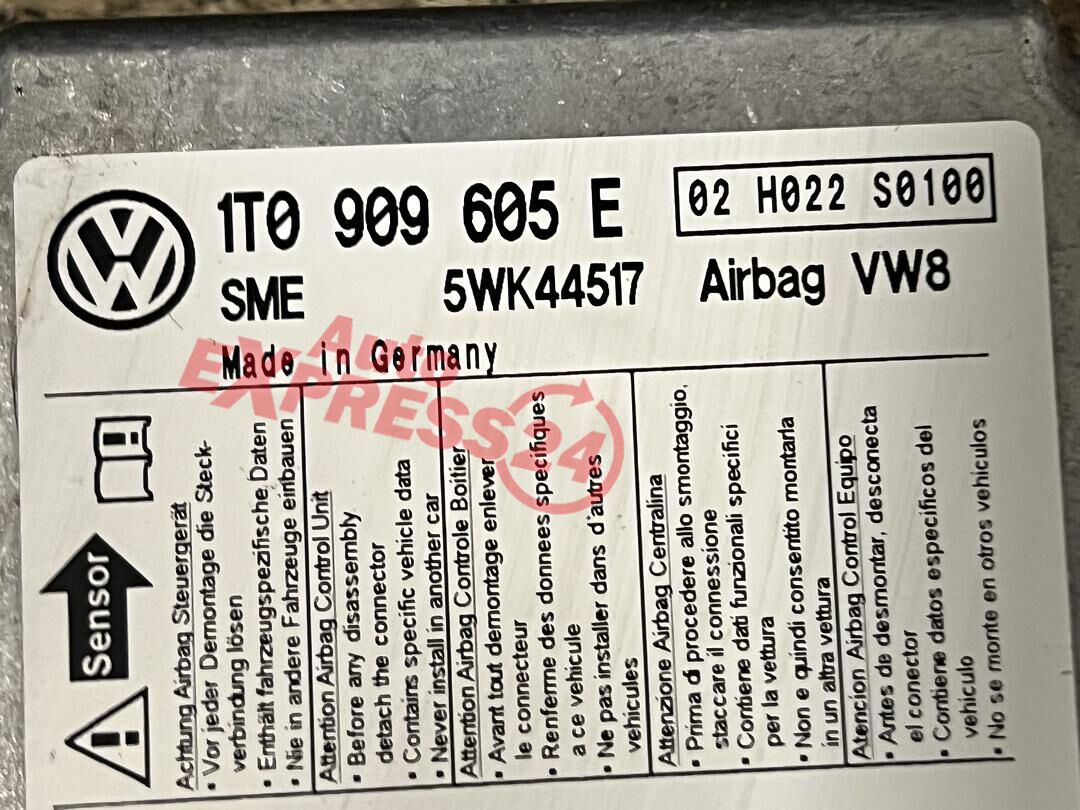 1T0 909 605 E
02 H022 S0100
SME 5WK44517 Airbag VW8
Made in Germany
Auto
EXPRESS24
Sensor
Achtung Airbag Steuergerät
• Vor jeder Demontage die Steck-
verbindung lösen
• Enthält fahrzeugspezifische Daten
• Nie in andere Fahrzeuge einbauen
Attention Airbag Control Unit
• Before any disassembly
detach the connector
• Contains specific vehicle data
• Never install in another car
Attention Airbag Controle Boitier
• Avant tout demontage enlever
le connecteur
• Renferme des donnees specifiques
a ce vehicule
• Ne pas installer dans d'autres
vehicules
Attenzione Airbag Centralina
• Prima di procedere allo smontaggio,
staccare il connessione
• Contiene dati funzionali specifici
per la vettura
• Non e quindi consentito montarla
in un altra vettura
Atencion Airbag Control Equipo
• Antes de desmontar, desconecta
el conector
• Contiene datos especificos del
vehiculo
• No se monte en otros vehiculos